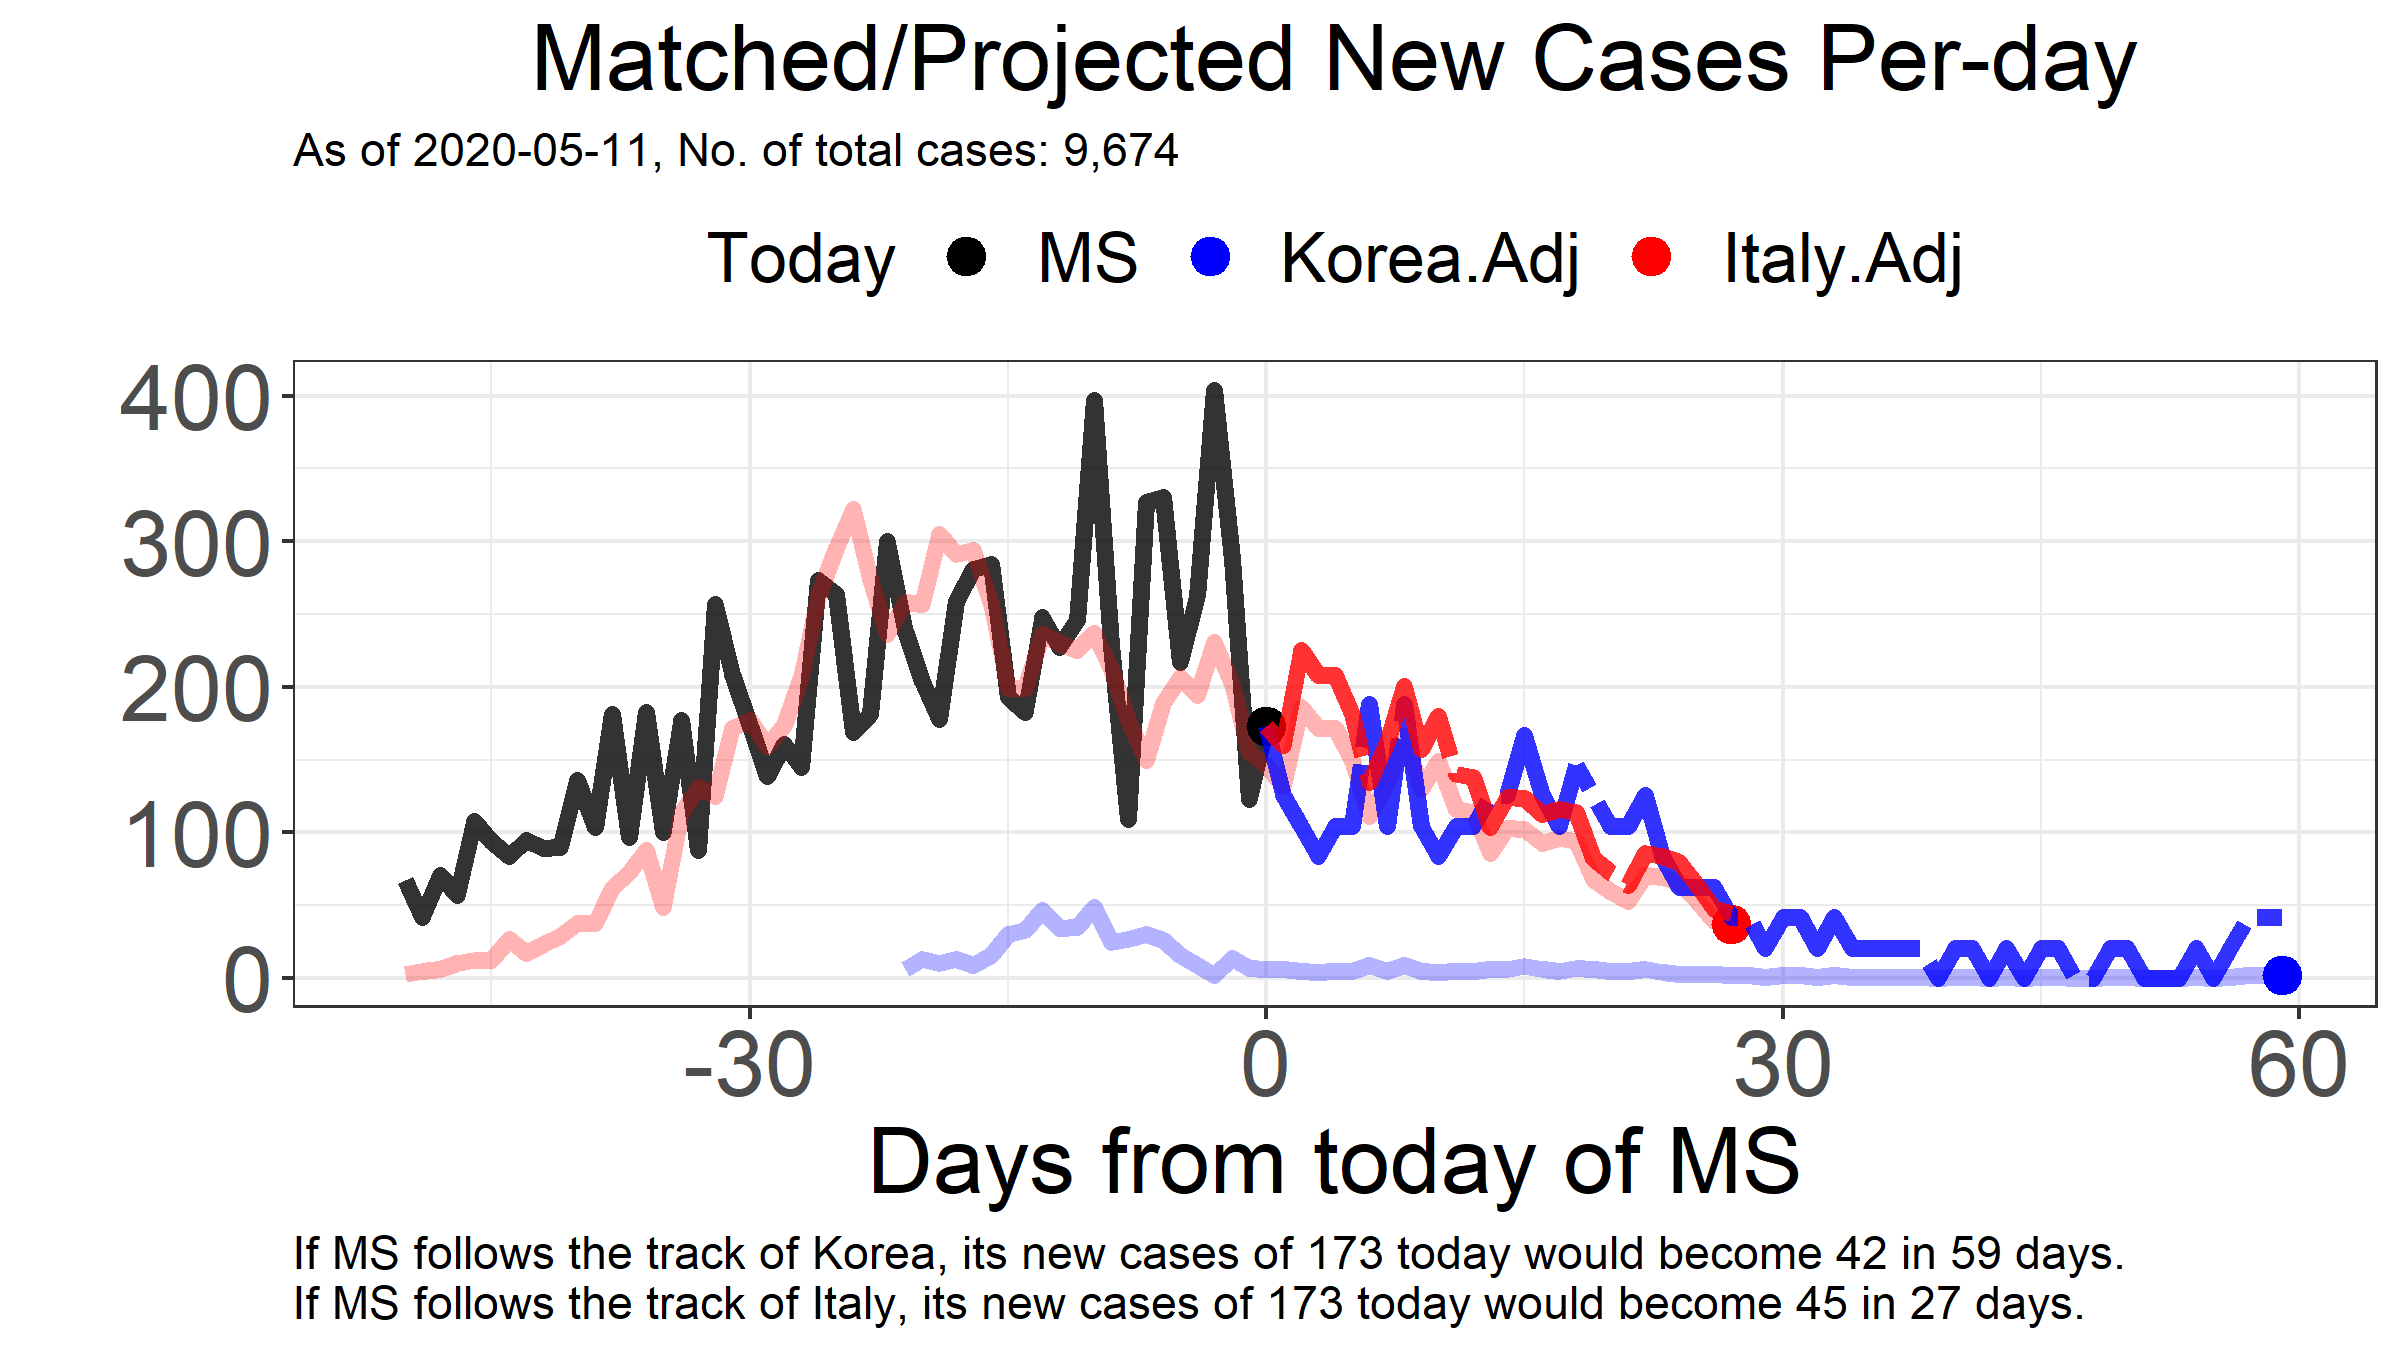 Matched/Projected New Cases Per-day
As of 2020-05-11, No. of total cases: 9,674
Today MS Korea.Adj Italy.Adj
400
300
200
100
0
-30 0 30 60
Days from today of MS
If MS follows the track of Korea, its new cases of 173 today would become 42 in 59 days.
If MS follows the track of Italy, its new cases of 173 today would become 45 in 27 days.